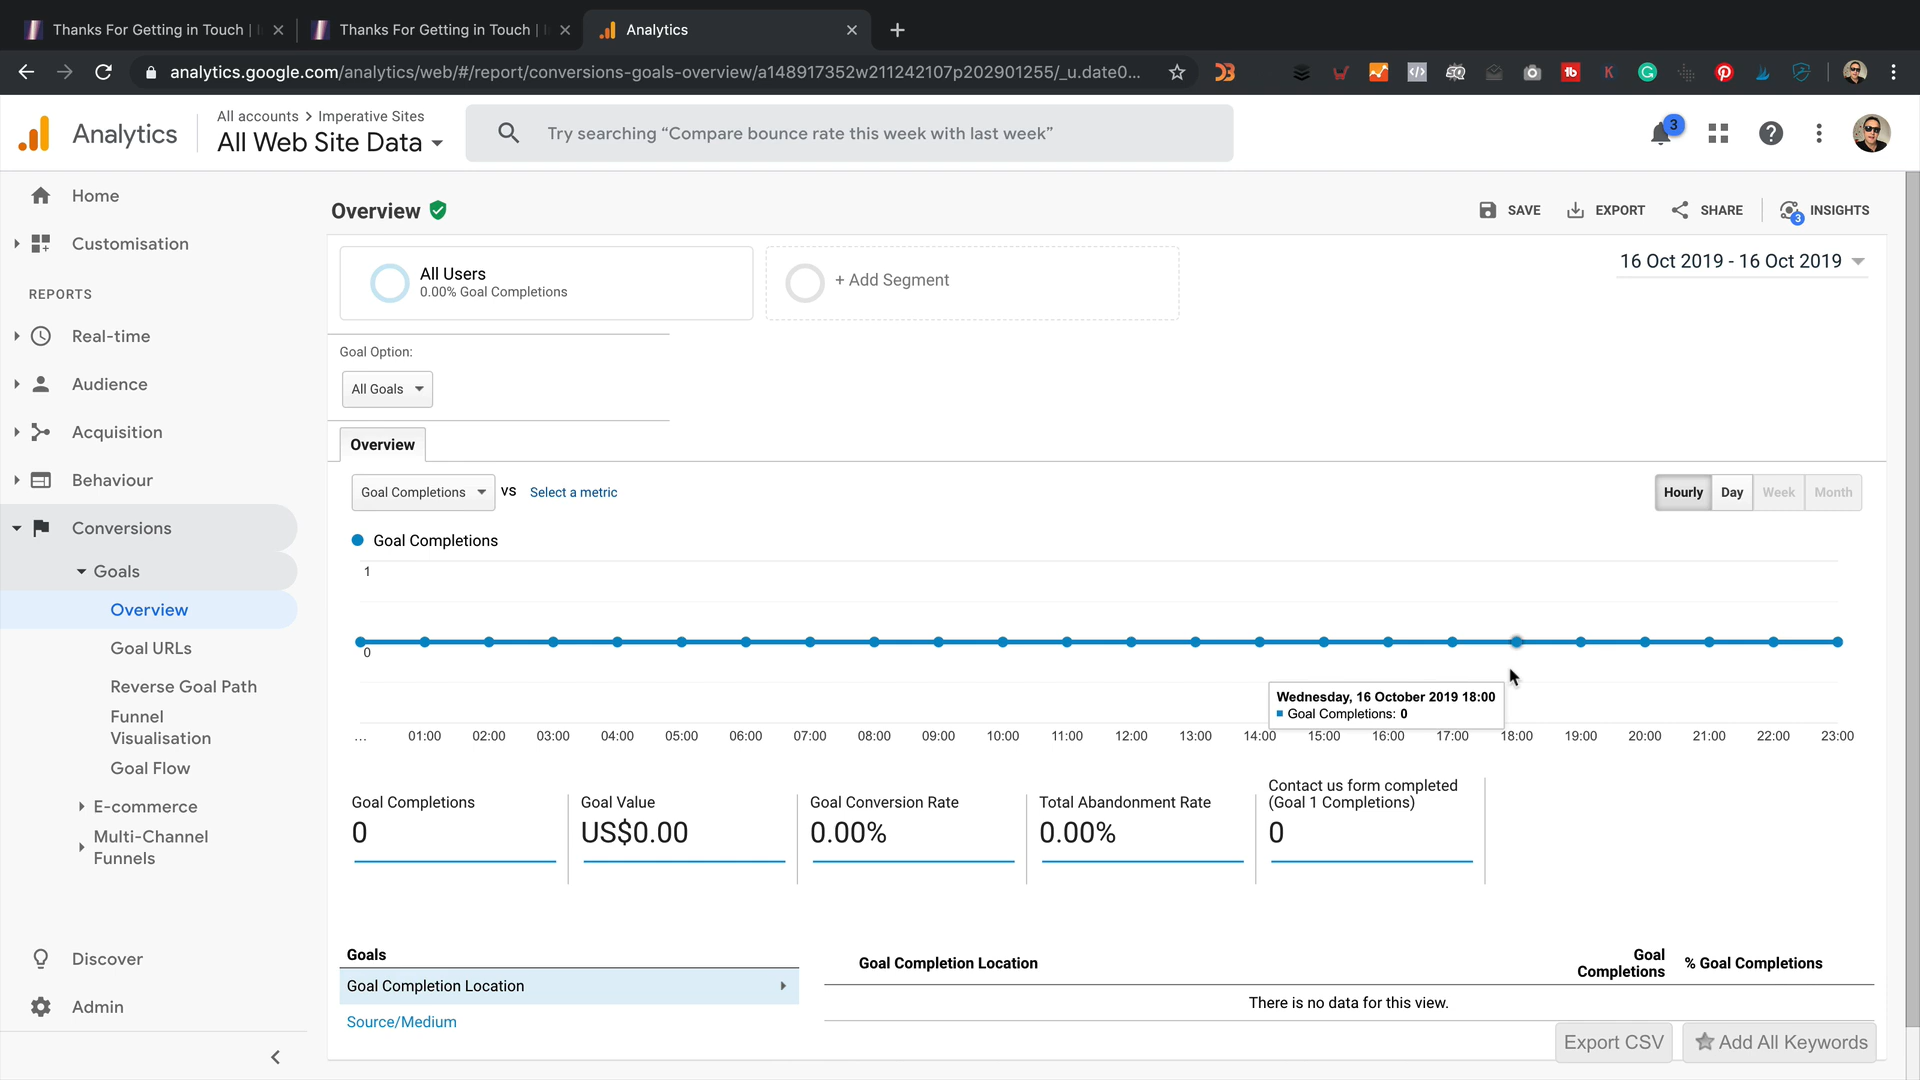 Thanks For Getting in Touch |
Thanks For Getting in Touch |
Analytics
analytics.google.com/analytics/web/#/report/conversions-goals-overview/a148917352w211242107p202901255/_u.date0...
Analytics
All accounts > Imperative Sites
All Web Site Data
Try searching “Compare bounce rate this week with last week”
3
Home
Customisation
REPORTS
Real-time
Audience
Acquisition
Behaviour
Conversions
Goals
Overview
Goal URLs
Reverse Goal Path
Funnel
Visualisation
Goal Flow
E-commerce
Multi-Channel
Funnels
Discover
Admin
Overview
SAVE
EXPORT
SHARE
3
INSIGHTS
All Users
0.00% Goal Completions
+ Add Segment
16 Oct 2019 - 16 Oct 2019
Goal Option:
All Goals
Overview
Goal Completions
VS
Select a metric
Hourly
Day
Week
Month
Goal Completions
1
0
Wednesday, 16 October 2019 18:00
Goal Completions: 0
... 01:00 02:00 03:00 04:00 05:00 06:00 07:00 08:00 09:00 10:00 11:00 12:00 13:00 14:00 15:00 16:00 17:00 18:00 19:00 20:00 21:00 22:00 23:00
Goal Completions
0
Goal Value
US$0.00
Goal Conversion Rate
0.00%
Total Abandonment Rate
0.00%
Contact us form completed
(Goal 1 Completions)
0
Goals
Goal Completion Location
Source/Medium
Goal Completion Location
Goal
Completions
% Goal Completions
There is no data for this view.
Export CSV
Add All Keywords